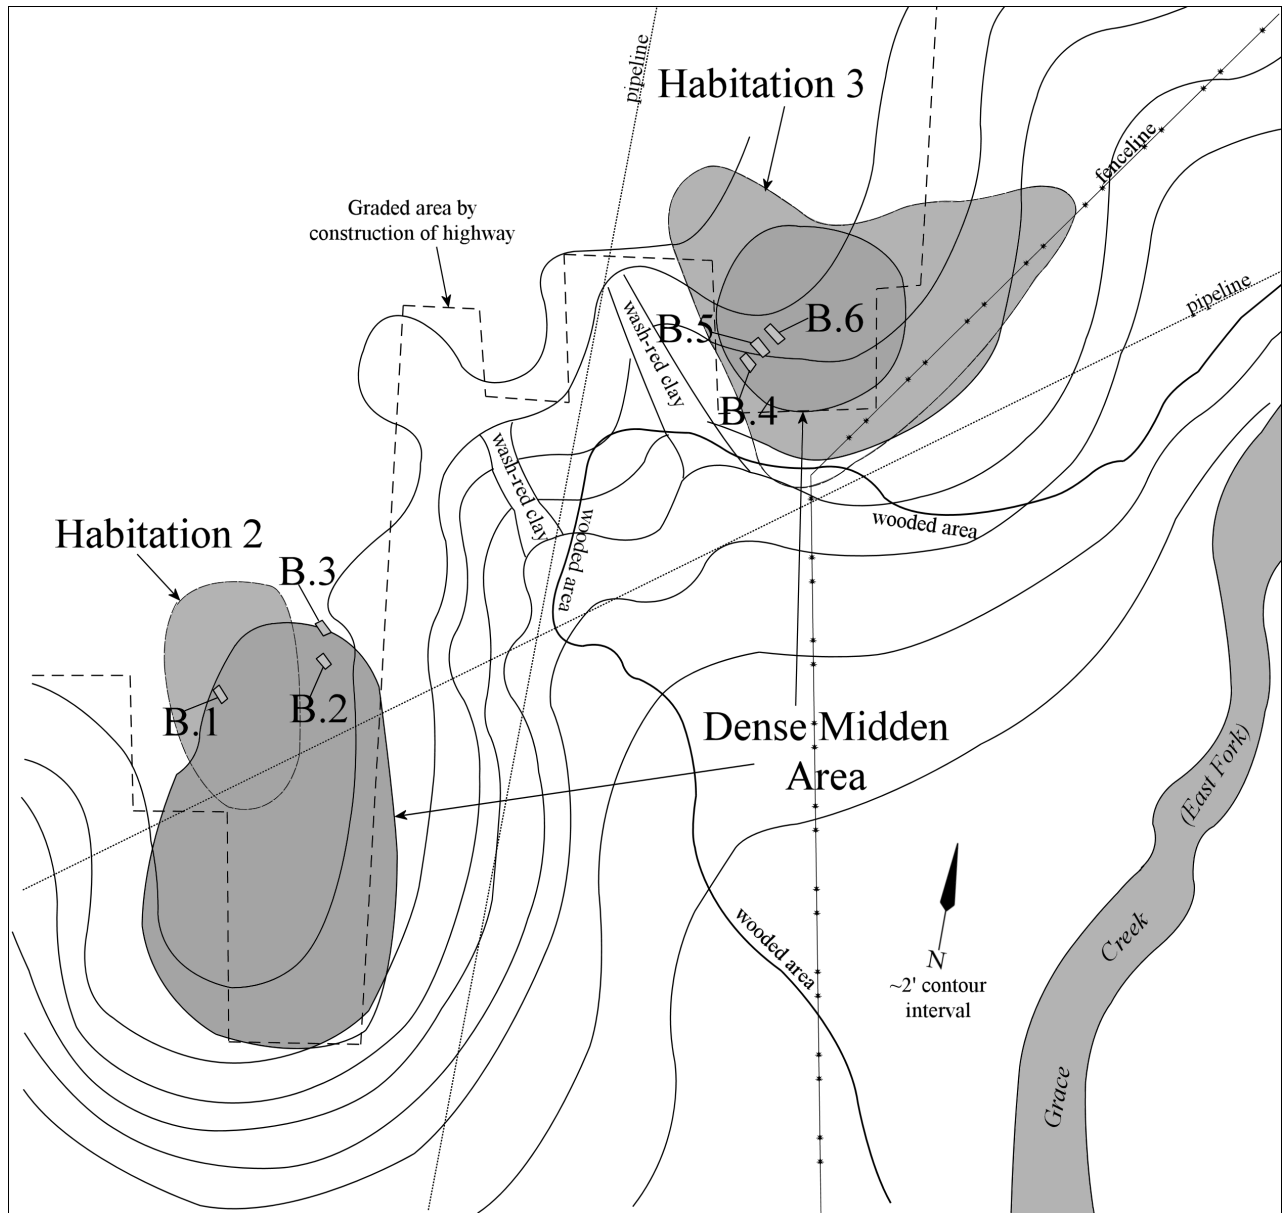 pipeline
Habitation 3
fenceline
Graded area by
construction of highway
pipeline
wash-red clay
B.5
B.6
B.4
wash-red clay
wooded area
wooded area
Habitation 2
B.3
B.1
B.2
Dense Midden
Area
(East Fork)
Creek
Grace
wooded area
N
~2' contour
interval